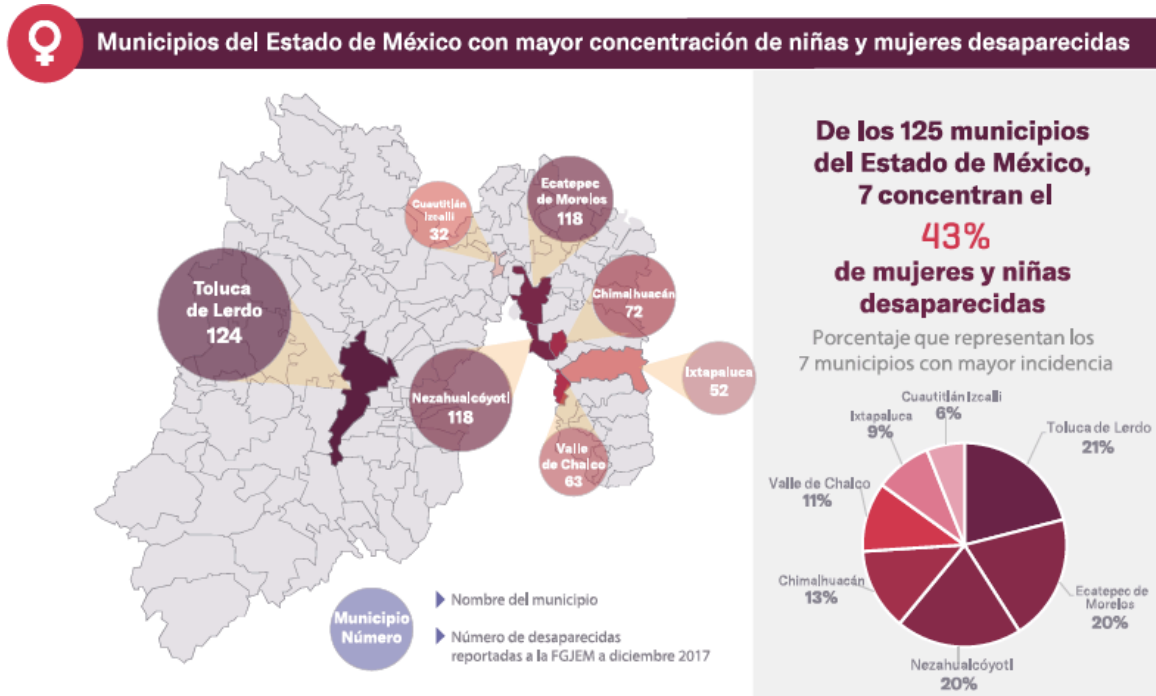 Municipios del Estado de México con mayor concentración de niñas y mujeres desaparecidas
Cuautitlán
Izcalli
32
Ecatepec
de Morelos
118
Toluca
de Lerdo
124
Chimalhuacán
72
Nezahualcóyotl
118
Ixtapaluca
52
Valle
de Chalco
63
Municipio
Número
Nombre del municipio
Número de desaparecidas
reportadas a la FGJEM a diciembre 2017
De los 125 municipios
del Estado de México,
7 concentran el
43%
de mujeres y niñas
desaparecidas
Porcentaje que representan los
7 municipios con mayor incidencia
Cuautitlán Izcalli
6%
Ixtapaluca
9%
Toluca de Lerdo
21%
Valle de Chalco
11%
Chimalhuacán
13%
Ecatepec de
Morelos
20%
Nezahualcóyotl
20%